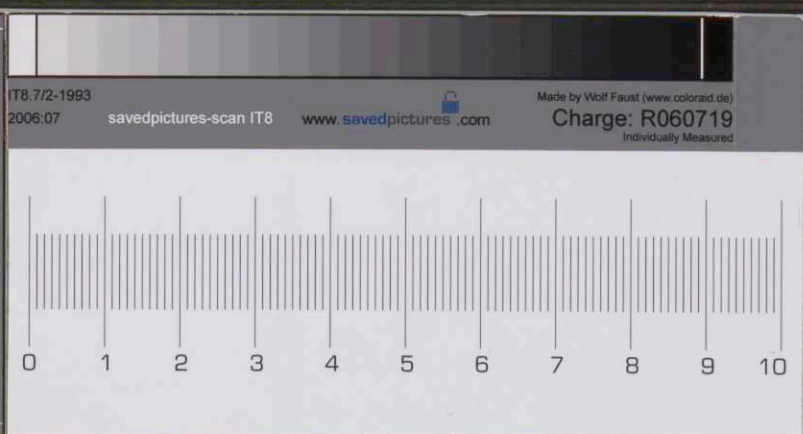 IT8.7/2-1993
2006:07
savedpictures-scan IT8
www.savedpictures.com
Made by Wolf Faust (www.coloraid.de)
Charge: R060719
Individually Measured
0 1 2 3 4 5 6 7 8 9 10